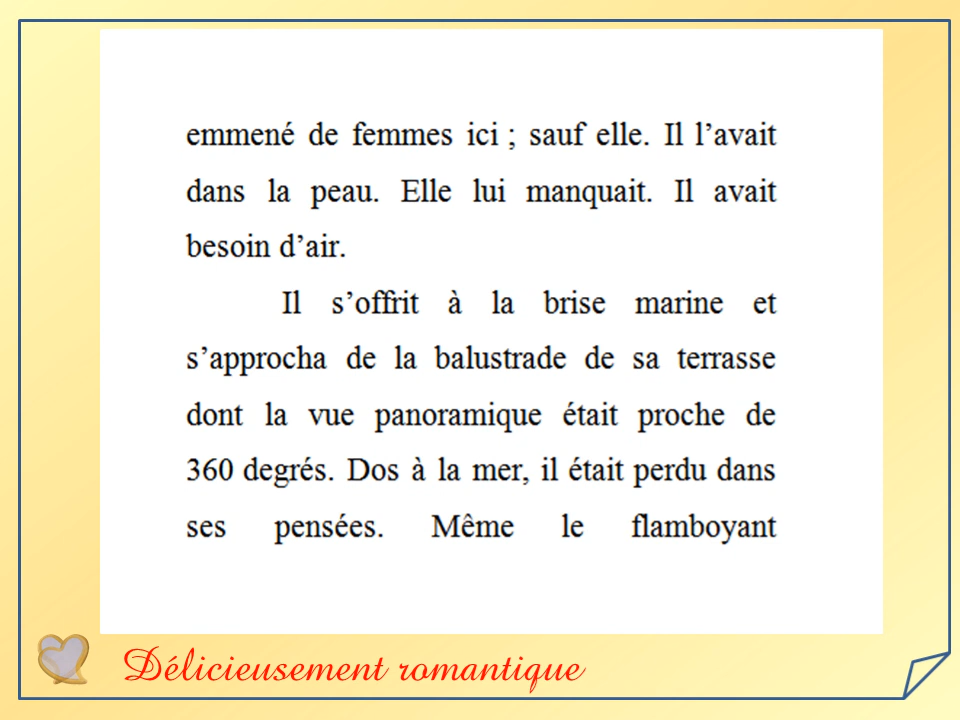 emmené de femmes ici ; sauf elle. Il l’avait
dans la peau. Elle lui manquait. Il avait
besoin d’air.
Il s’offrit à la brise marine et
s’approcha de la balustrade de sa terrasse
dont la vue panoramique était proche de
360 degrés. Dos à la mer, il était perdu dans
ses pensées. Même le flamboyant
Délicieusement romantique